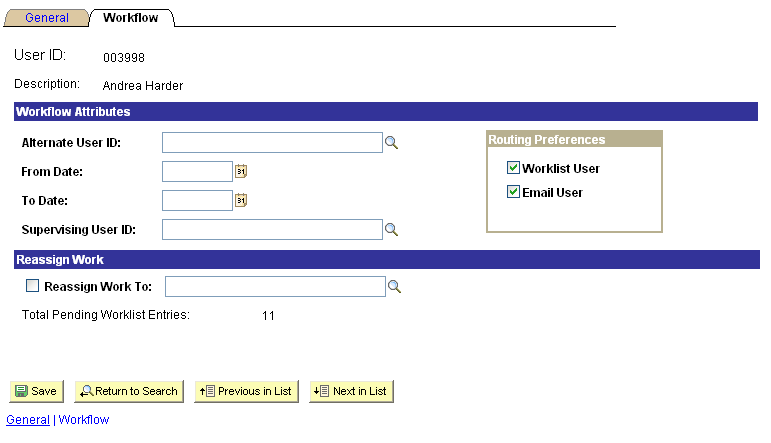 General Workflow
User ID: 003998
Description: Andrea Harder
Workflow Attributes
Alternate User ID:
Routing Preferences
From Date: 31
Worklist User
To Date: 31
Email User
Supervising User ID:
Reassign Work
Reassign Work To:
Total Pending Worklist Entries: 11
Save Return to Search Previous in List Next in List
General | Workflow